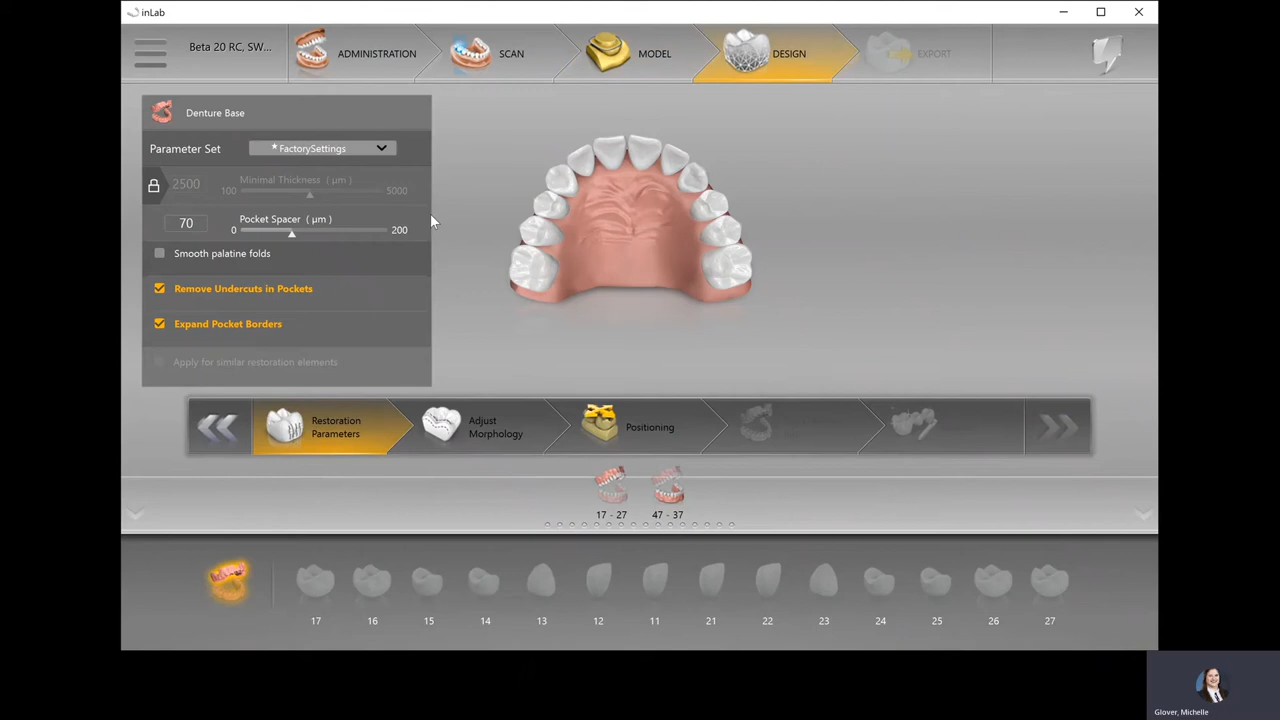 inLab
Beta 20 RC, SW...
ADMINISTRATION
SCAN
MODEL
DESIGN
EXPORT
Denture Base
Parameter Set
*FactorySettings
2500
Minimal Thickness ( µm )
100
5000
70
Pocket Spacer ( µm )
0
200
Smooth palatine folds
Remove Undercuts in Pockets
Expand Pocket Borders
Apply for similar restoration elements
Restoration
Parameters
Adjust
Morphology
Positioning
17 - 27
47 - 37
17
16
15
14
13
12
11
21
22
23
24
25
26
27
Glover, Michelle